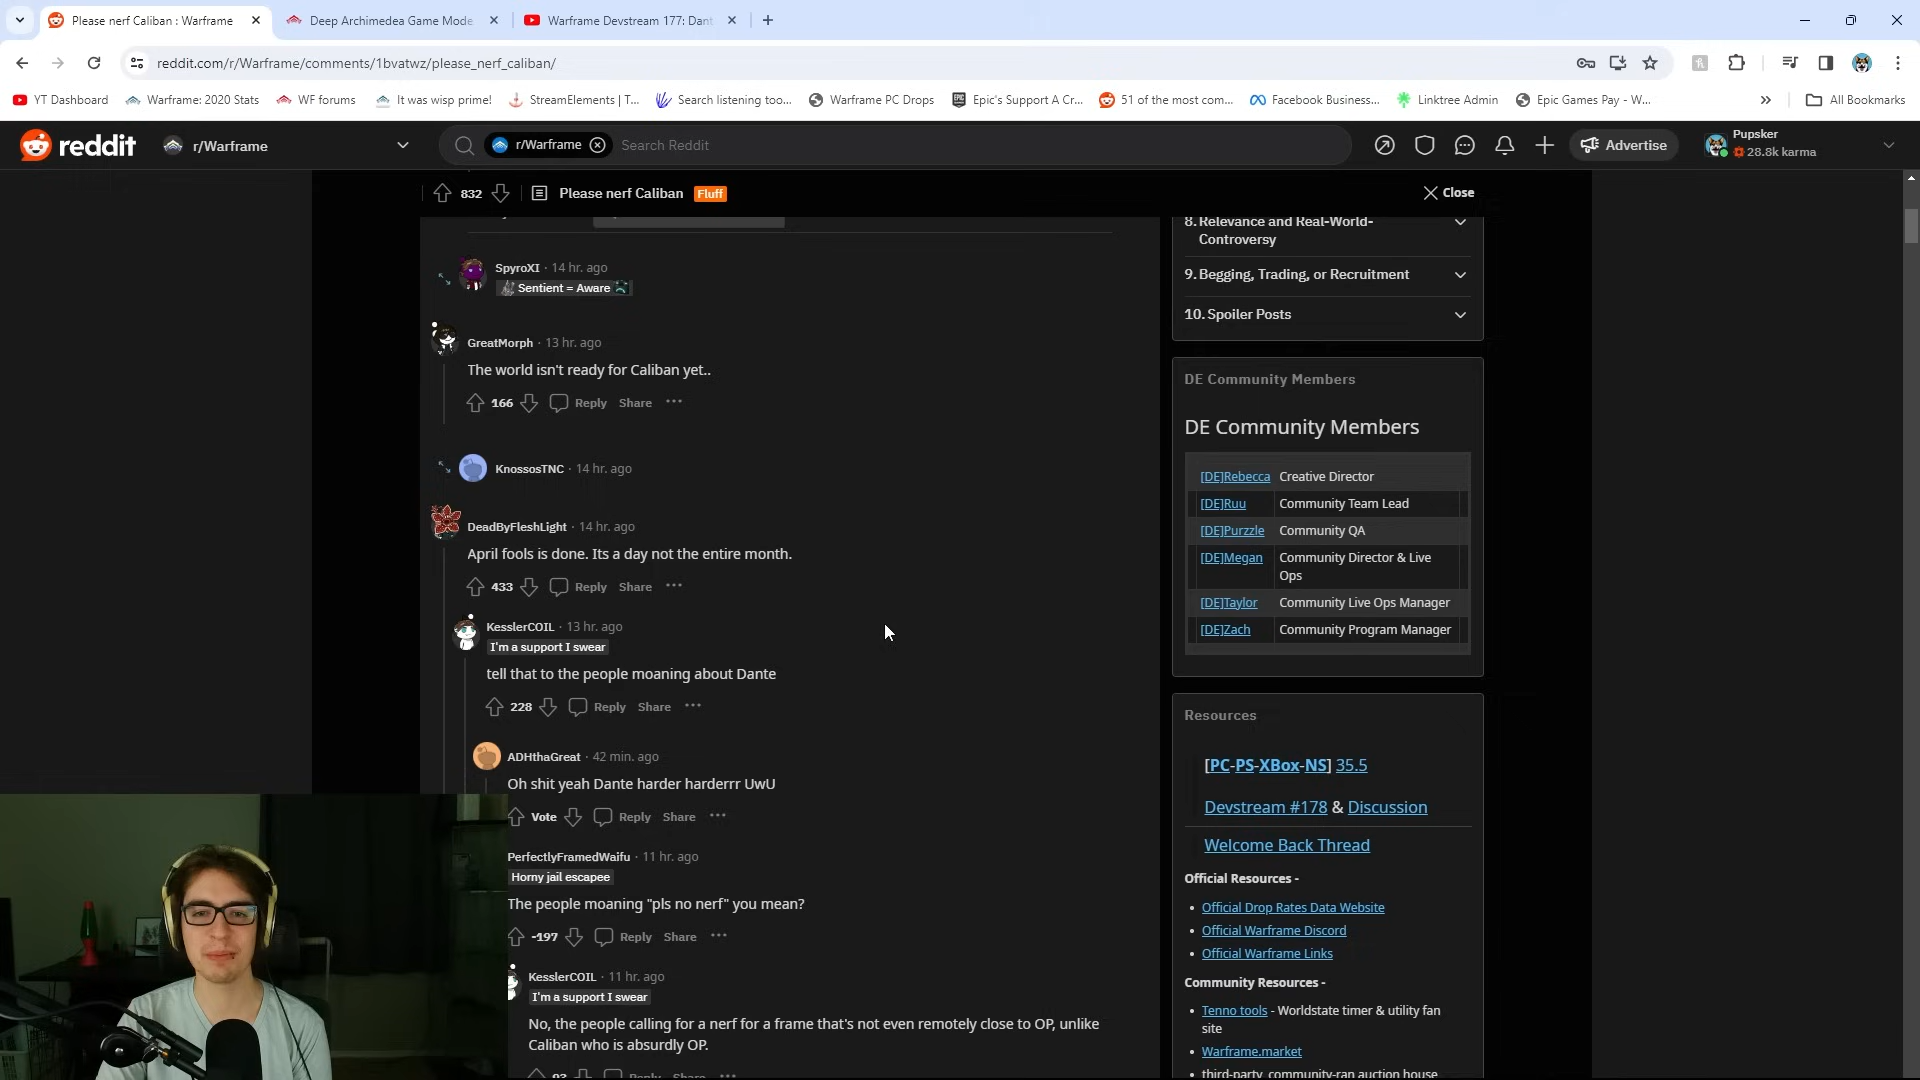 Please nerf Caliban : Warframe
Deep Archimedea Game Mode
Warframe Devstream 177: Dant
reddit.com/r/Warframe/comments/1bvatwz/please_nerf_caliban/
YT Dashboard
Warframe: 2020 Stats
WF forums
It was wisp prime!
StreamElements | T...
Search listening too...
Warframe PC Drops
Epic's Support A Cr...
51 of the most com...
Facebook Business...
Linktree Admin
Epic Games Pay - W...
»
All Bookmarks
reddit
r/Warframe
r/Warframe
Search Reddit
Advertise
Pupsker
28.8k karma
832
Please nerf Caliban
Fluff
Close
SpyroXI · 14 hr. ago
Sentient = Aware
GreatMorph · 13 hr. ago
The world isn't ready for Caliban yet..
166 Reply Share ···
KnossosTNC · 14 hr. ago
DeadByFleshLight · 14 hr. ago
April fools is done. Its a day not the entire month.
433 Reply Share ···
KesslerCOIL · 13 hr. ago
I'm a support I swear
tell that to the people moaning about Dante
228 Reply Share ···
ADHthaGreat · 42 min. ago
Oh shit yeah Dante harder harderrr UwU
Vote Reply Share ···
PerfectlyFramedWaifu · 11 hr. ago
Horny jail escapee
The people moaning "pls no nerf" you mean?
-197 Reply Share ···
KesslerCOIL · 11 hr. ago
I'm a support I swear
No, the people calling for a nerf for a frame that's not even remotely close to OP, unlike
Caliban who is absurdly OP.
93 Reply Share ···
8. Relevance and Real-World-
Controversy
9. Begging, Trading, or Recruitment
10. Spoiler Posts
DE Community Members
DE Community Members
[DE]Rebecca Creative Director
[DE]Ruu Community Team Lead
[DE]Purzzle Community QA
[DE]Megan Community Director & Live
Ops
[DE]Taylor Community Live Ops Manager
[DE]Zach Community Program Manager
Resources
[PC-PS-XBox-NS] 35.5
Devstream #178 & Discussion
Welcome Back Thread
Official Resources -
• Official Drop Rates Data Website
• Official Warframe Discord
• Official Warframe Links
Community Resources -
• Tenno tools - Worldstate timer & utility fan
site
• Warframe.market
• third-party, community-ran auction house